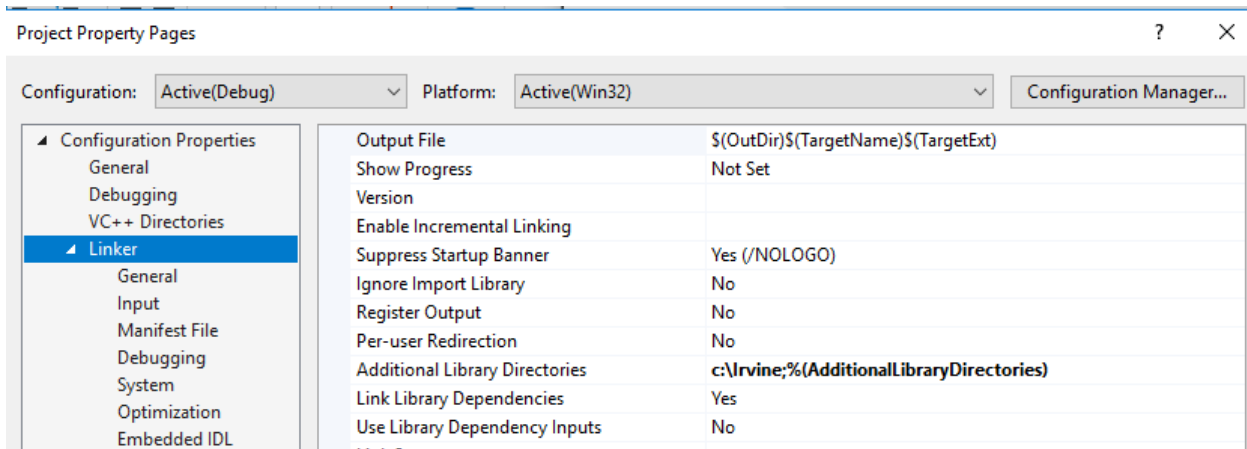 Project Property Pages ? ×
Configuration: Active(Debug) Platform: Active(Win32) Configuration Manager...
Configuration Properties
General
Debugging
VC++ Directories
Linker
General
Input
Manifest File
Debugging
System
Optimization
Embedded IDL
Output File $(OutDir)$(TargetName)$(TargetExt)
Show Progress Not Set
Version
Enable Incremental Linking
Suppress Startup Banner Yes (/NOLOGO)
Ignore Import Library No
Register Output No
Per-user Redirection No
Additional Library Directories c:\Irvine;%(AdditionalLibraryDirectories)
Link Library Dependencies Yes
Use Library Dependency Inputs No